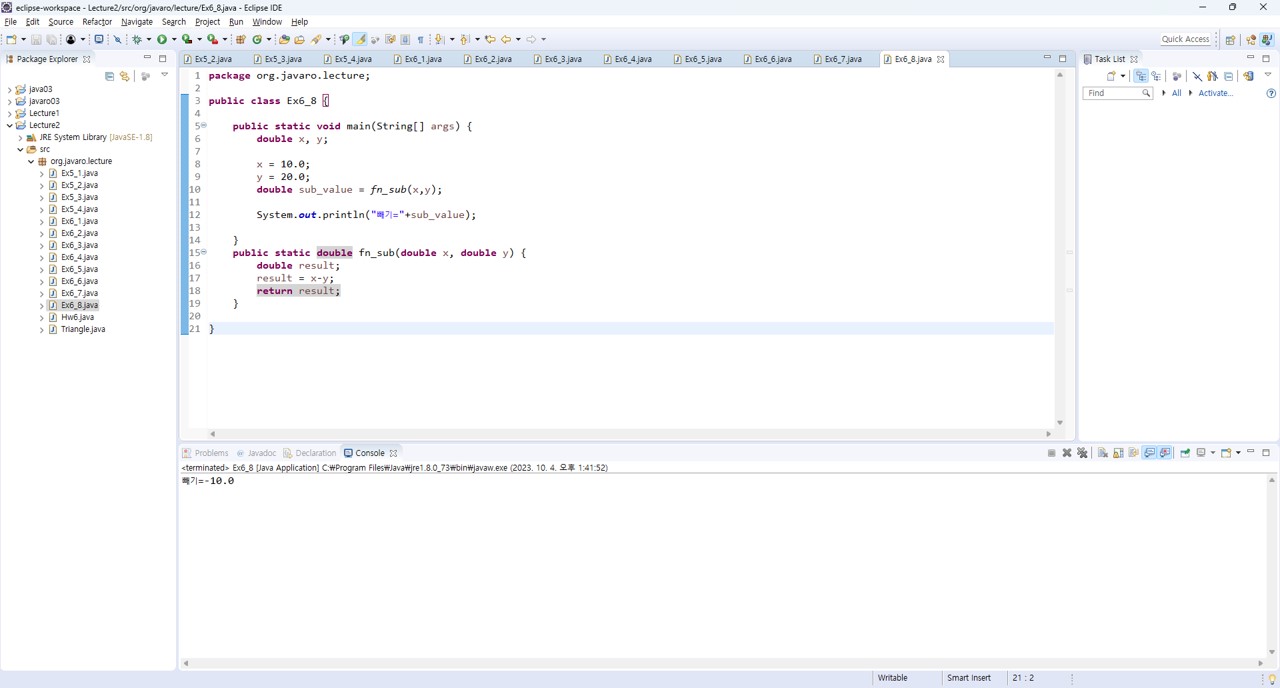 eclipse-workspace - Lecture2/src/org/javaro/lecture/Ex6_8.java - Eclipse IDE
File Edit Source Refactor Navigate Search Project Run Window Help
Quick Access
Package Explorer
Ex5_2.java Ex5_3.java Ex5_4.java Ex6_1.java Ex6_2.java Ex6_3.java Ex6_4.java Ex6_5.java Ex6_6.java Ex6_7.java Ex6_8.java
Task List
Find All Activate...
java03
javaro03
Lecture1
Lecture2
JRE System Library [JavaSE-1.8]
src
org.javaro.lecture
Ex5_1.java
Ex5_2.java
Ex5_3.java
Ex5_4.java
Ex6_1.java
Ex6_2.java
Ex6_3.java
Ex6_4.java
Ex6_5.java
Ex6_6.java
Ex6_7.java
Ex6_8.java
Hw6.java
Triangle.java
1 package org.javaro.lecture;
2
3 public class Ex6_8 {
4
5 public static void main(String[] args) {
6 double x, y;
7
8 x = 10.0;
9 y = 20.0;
10 double sub_value = fn_sub(x,y);
11
12 System.out.println("빼기="+sub_value);
13
14 }
15 public static double fn_sub(double x, double y) {
16 double result;
17 result = x-y;
18 return result;
19 }
20
21 }
Problems Javadoc Declaration Console
<terminated> Ex6_8 [Java Application] C:₩Program Files₩Java₩jre1.8.0_73₩bin₩javaw.exe (2023. 10. 4. 오후 1:41:52)
빼기=-10.0
Writable Smart Insert 21 : 2